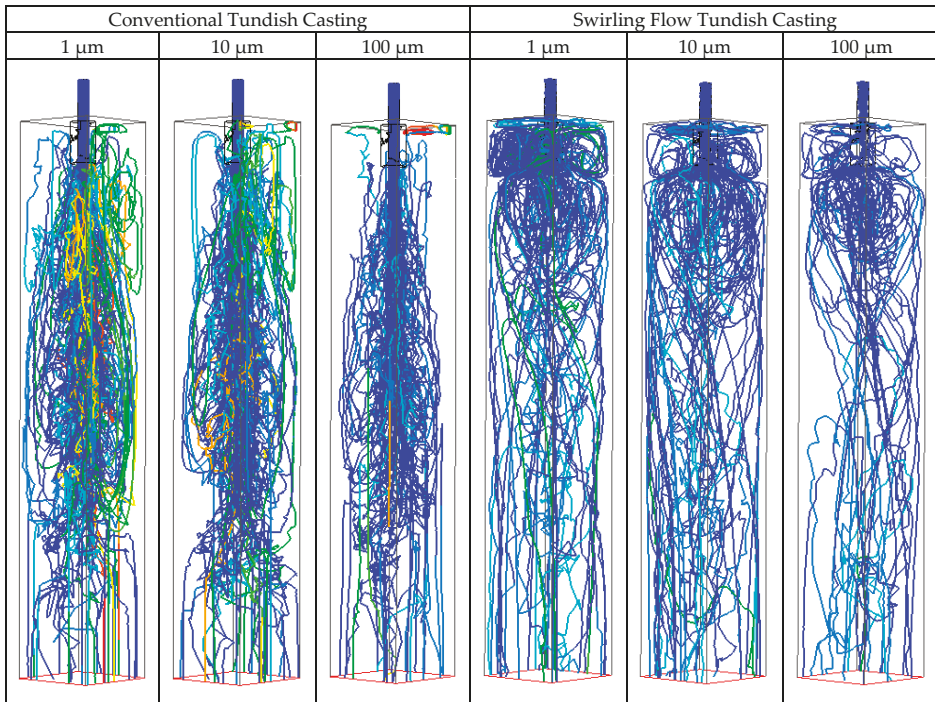 Conventional Tundish Casting Swirling Flow Tundish Casting
1 μm 10 μm 100 μm 1 μm 10 μm 100 μm